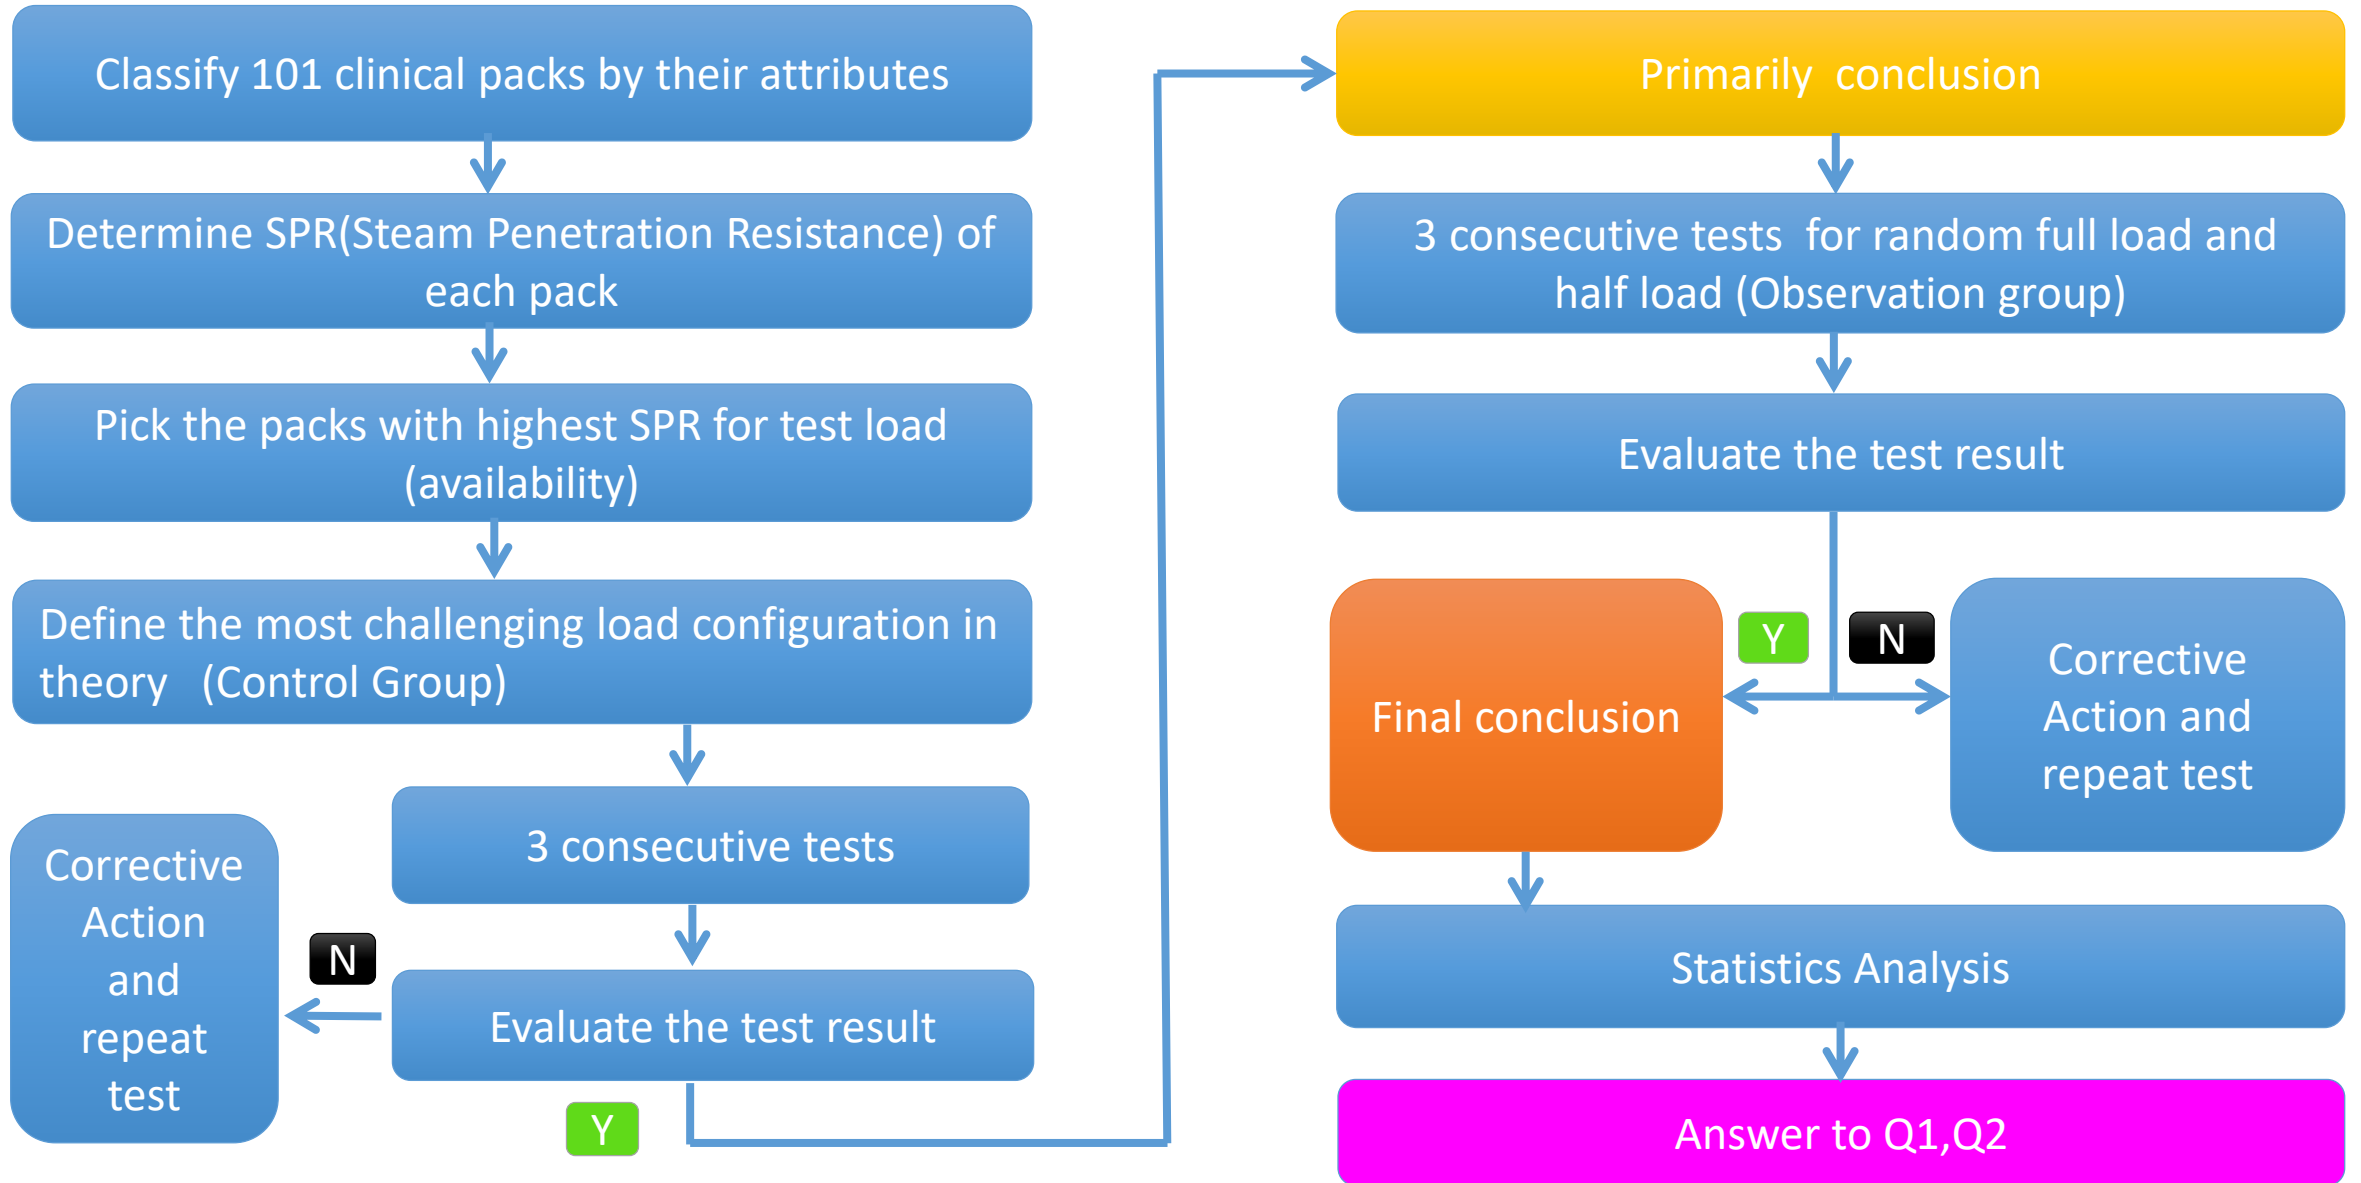 Classify 101 clinical packs by their attributes
Determine SPR(Steam Penetration Resistance) of
each pack
Pick the packs with highest SPR for test load
(availability)
Define the most challenging load configuration in
theory (Control Group)
3 consecutive tests
Evaluate the test result
N
Corrective
Action
and
repeat
test
Y
Primarily conclusion
3 consecutive tests for random full load and
half load (Observation group)
Evaluate the test result
Y
N
Final conclusion
Corrective
Action and
repeat test
Statistics Analysis
Answer to Q1,Q2